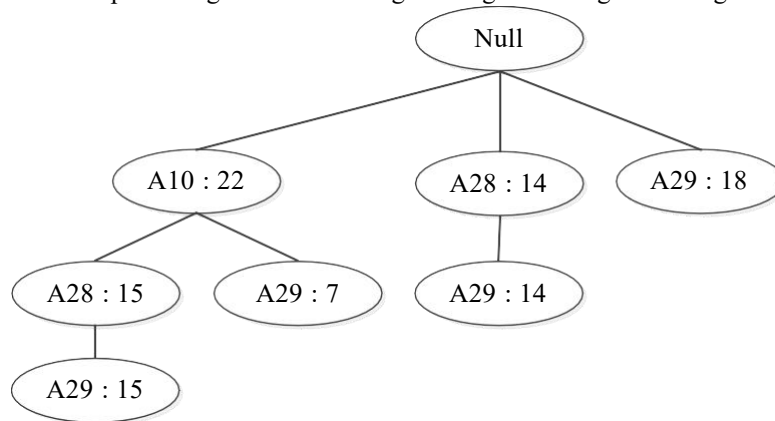 Null
A10 : 22
A28 : 14
A29 : 18
A28 : 15
A29 : 7
A29 : 14
A29 : 15